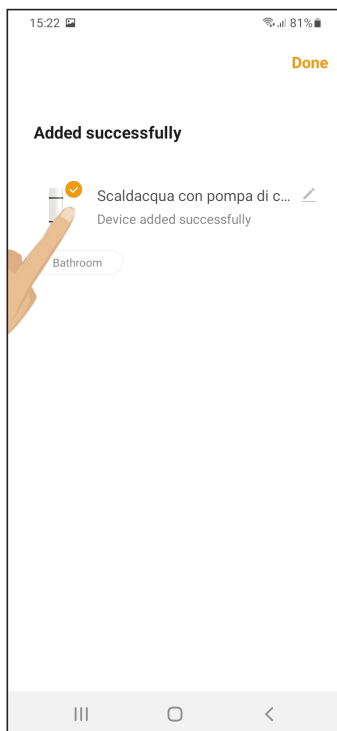 15:22 81%
Done
Added successfully
Scaldacqua con pompa di c...
Device added successfully
Bathroom